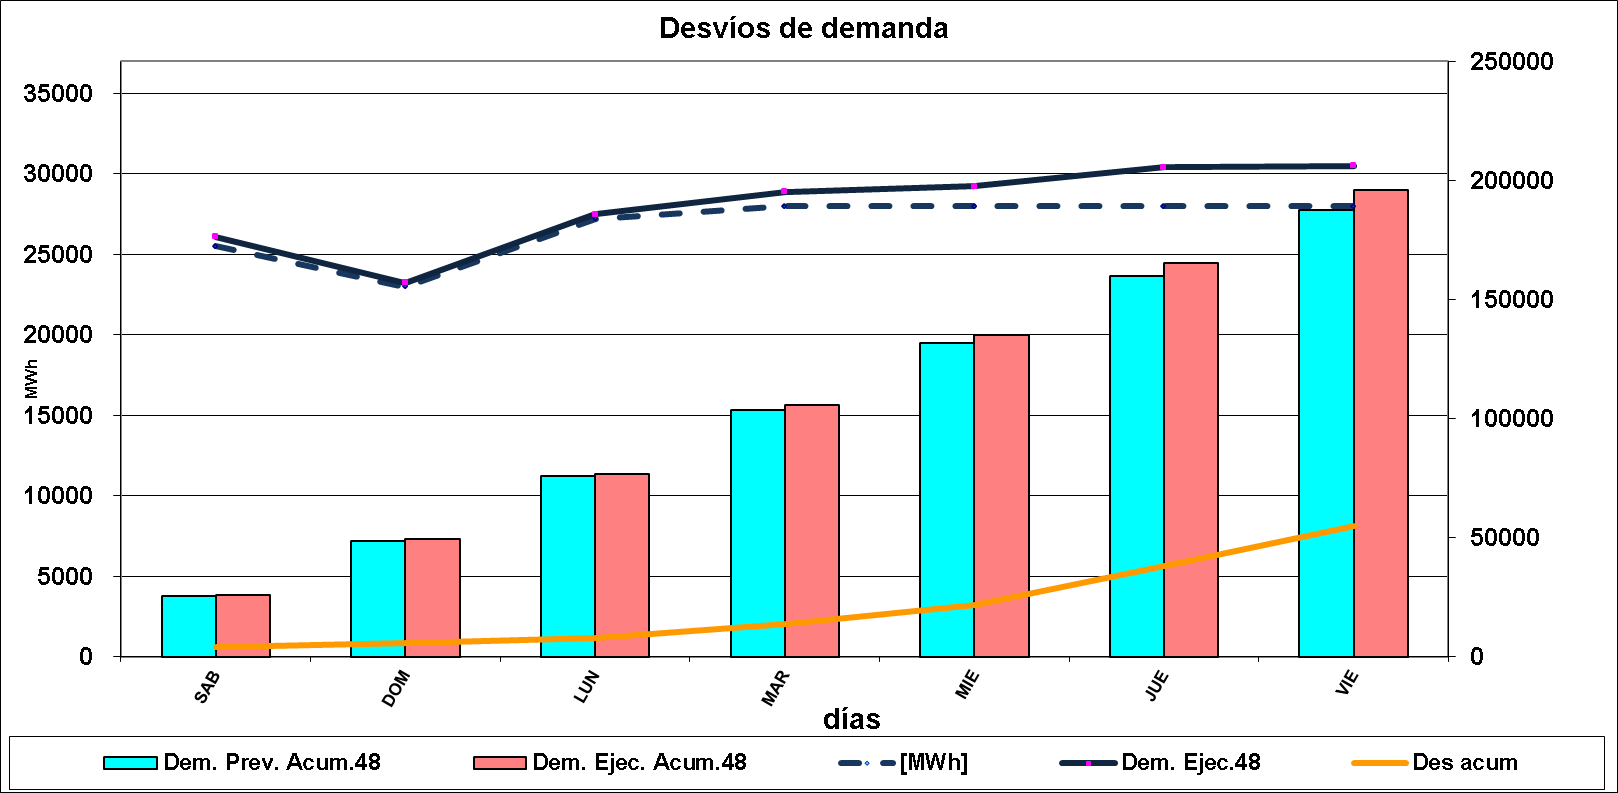 Desvíos de demanda
35000
30000
25000
20000
15000
10000
5000
0
MWh
250000
200000
150000
100000
50000
0
SAB
DOM
LUN
MAR
MIE
JUE
VIE
días
Dem. Prev. Acum.48
Dem. Ejec. Acum.48
[MWh]
Dem. Ejec.48
Des acum